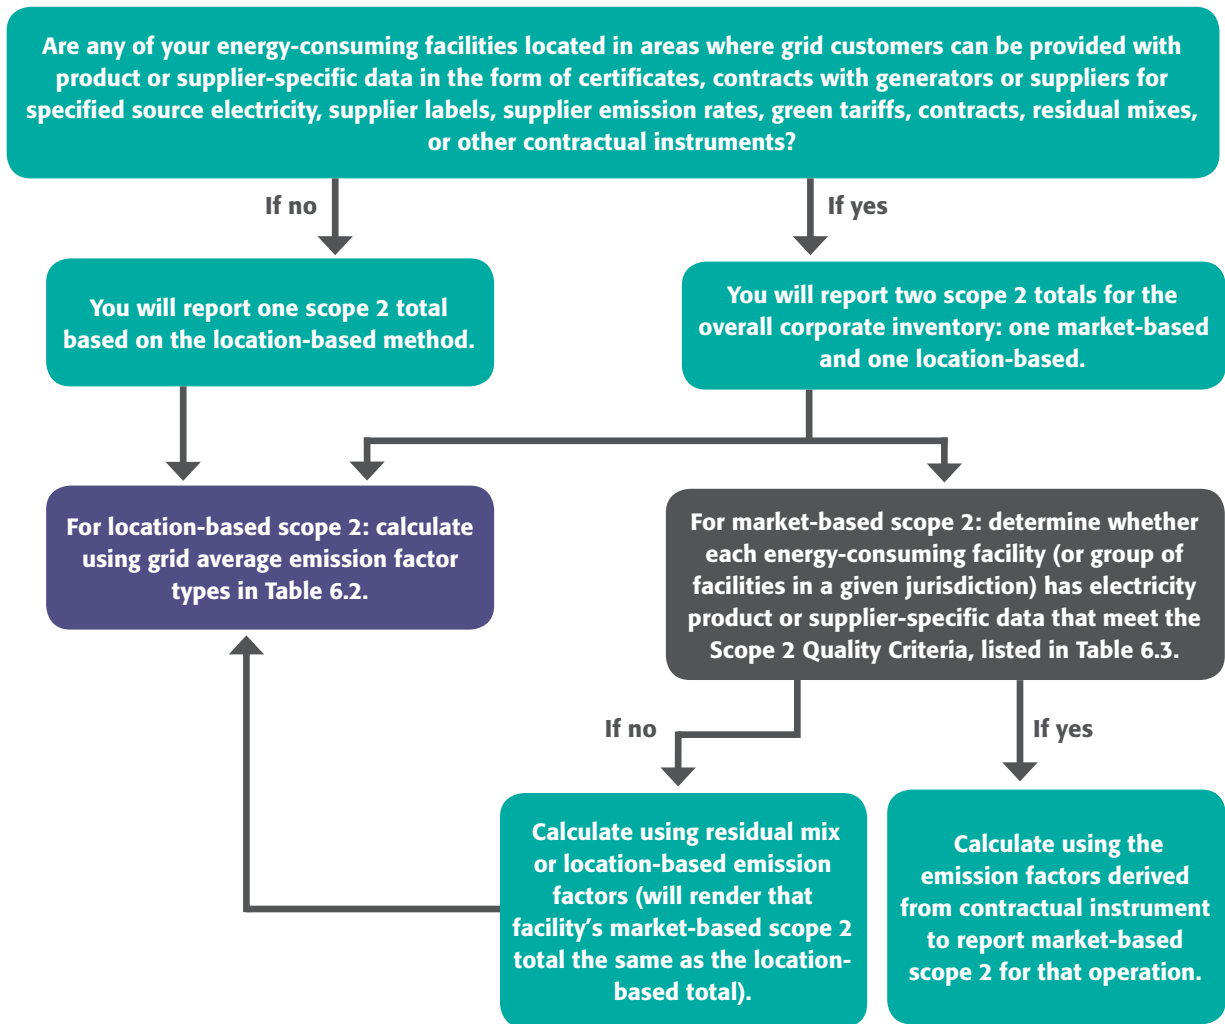 Are any of your energy-consuming facilities located in areas where grid customers can be provided with
product or supplier-specific data in the form of certificates, contracts with generators or suppliers for
specified source electricity, supplier labels, supplier emission rates, green tariffs, contracts, residual mixes,
or other contractual instruments?
If no
If yes
You will report one scope 2 total
based on the location-based method.
You will report two scope 2 totals for the
overall corporate inventory: one market-based
and one location-based.
For location-based scope 2: calculate
using grid average emission factor
types in Table 6.2.
For market-based scope 2: determine whether
each energy-consuming facility (or group of
facilities in a given jurisdiction) has electricity
product or supplier-specific data that meet the
Scope 2 Quality Criteria, listed in Table 6.3.
If no
If yes
Calculate using residual mix
or location-based emission
factors (will render that
facility's market-based scope 2
total the same as the location-
based total).
Calculate using the
emission factors derived
from contractual instrument
to report market-based
scope 2 for that operation.